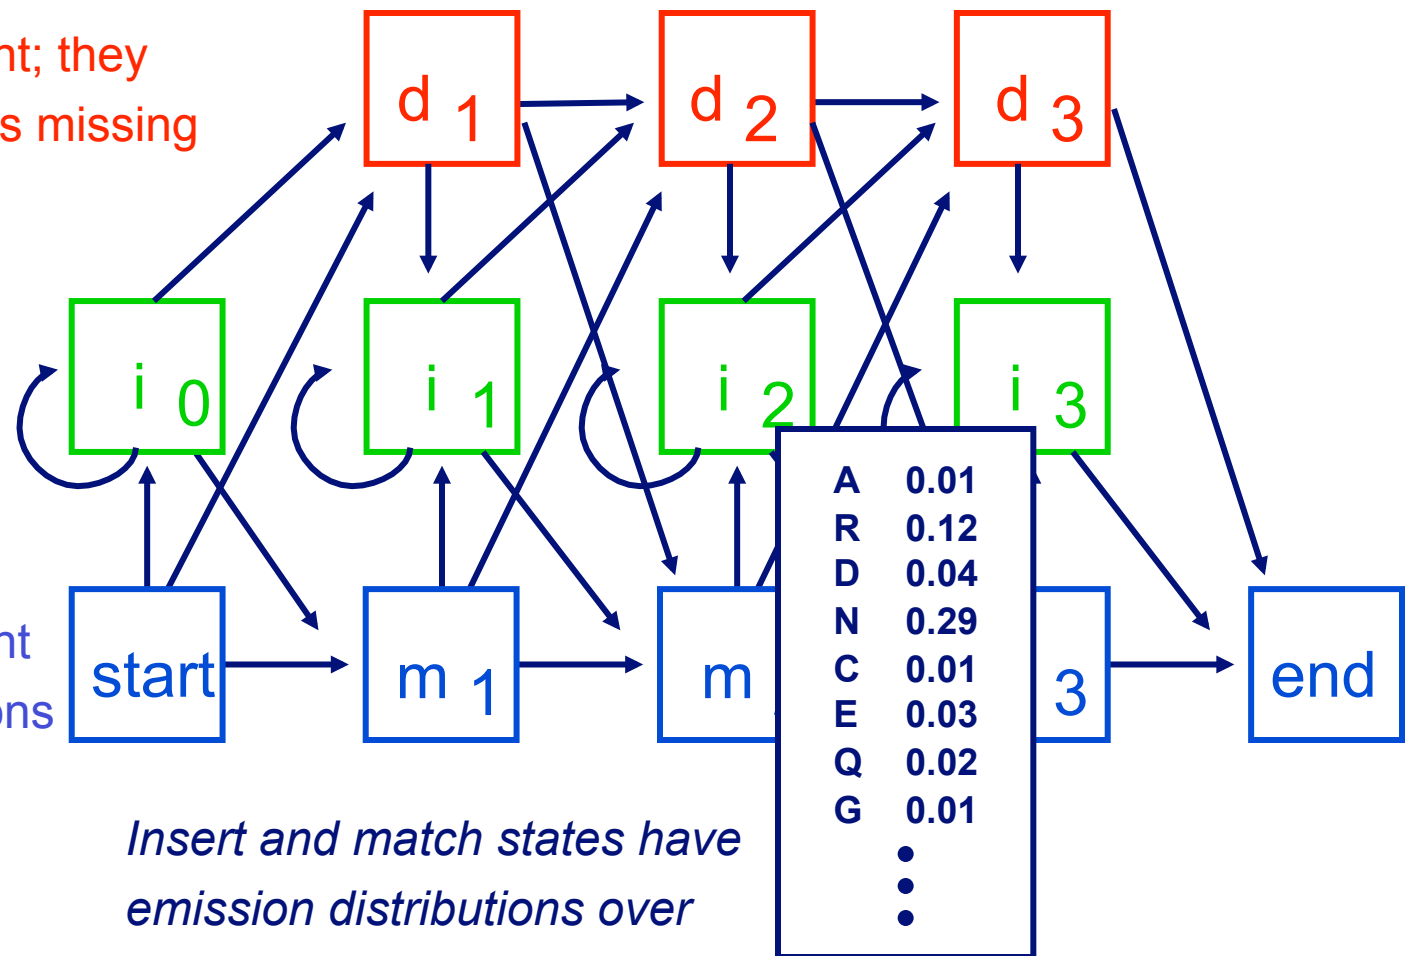 nt; they
s missing
d 1
d 2
d 3
i 0
i 1
i 2
i 3
start
m 1
m
3
end
nt
ons
A 0.01
R 0.12
D 0.04
N 0.29
C 0.01
E 0.03
Q 0.02
G 0.01
Insert and match states have
emission distributions over